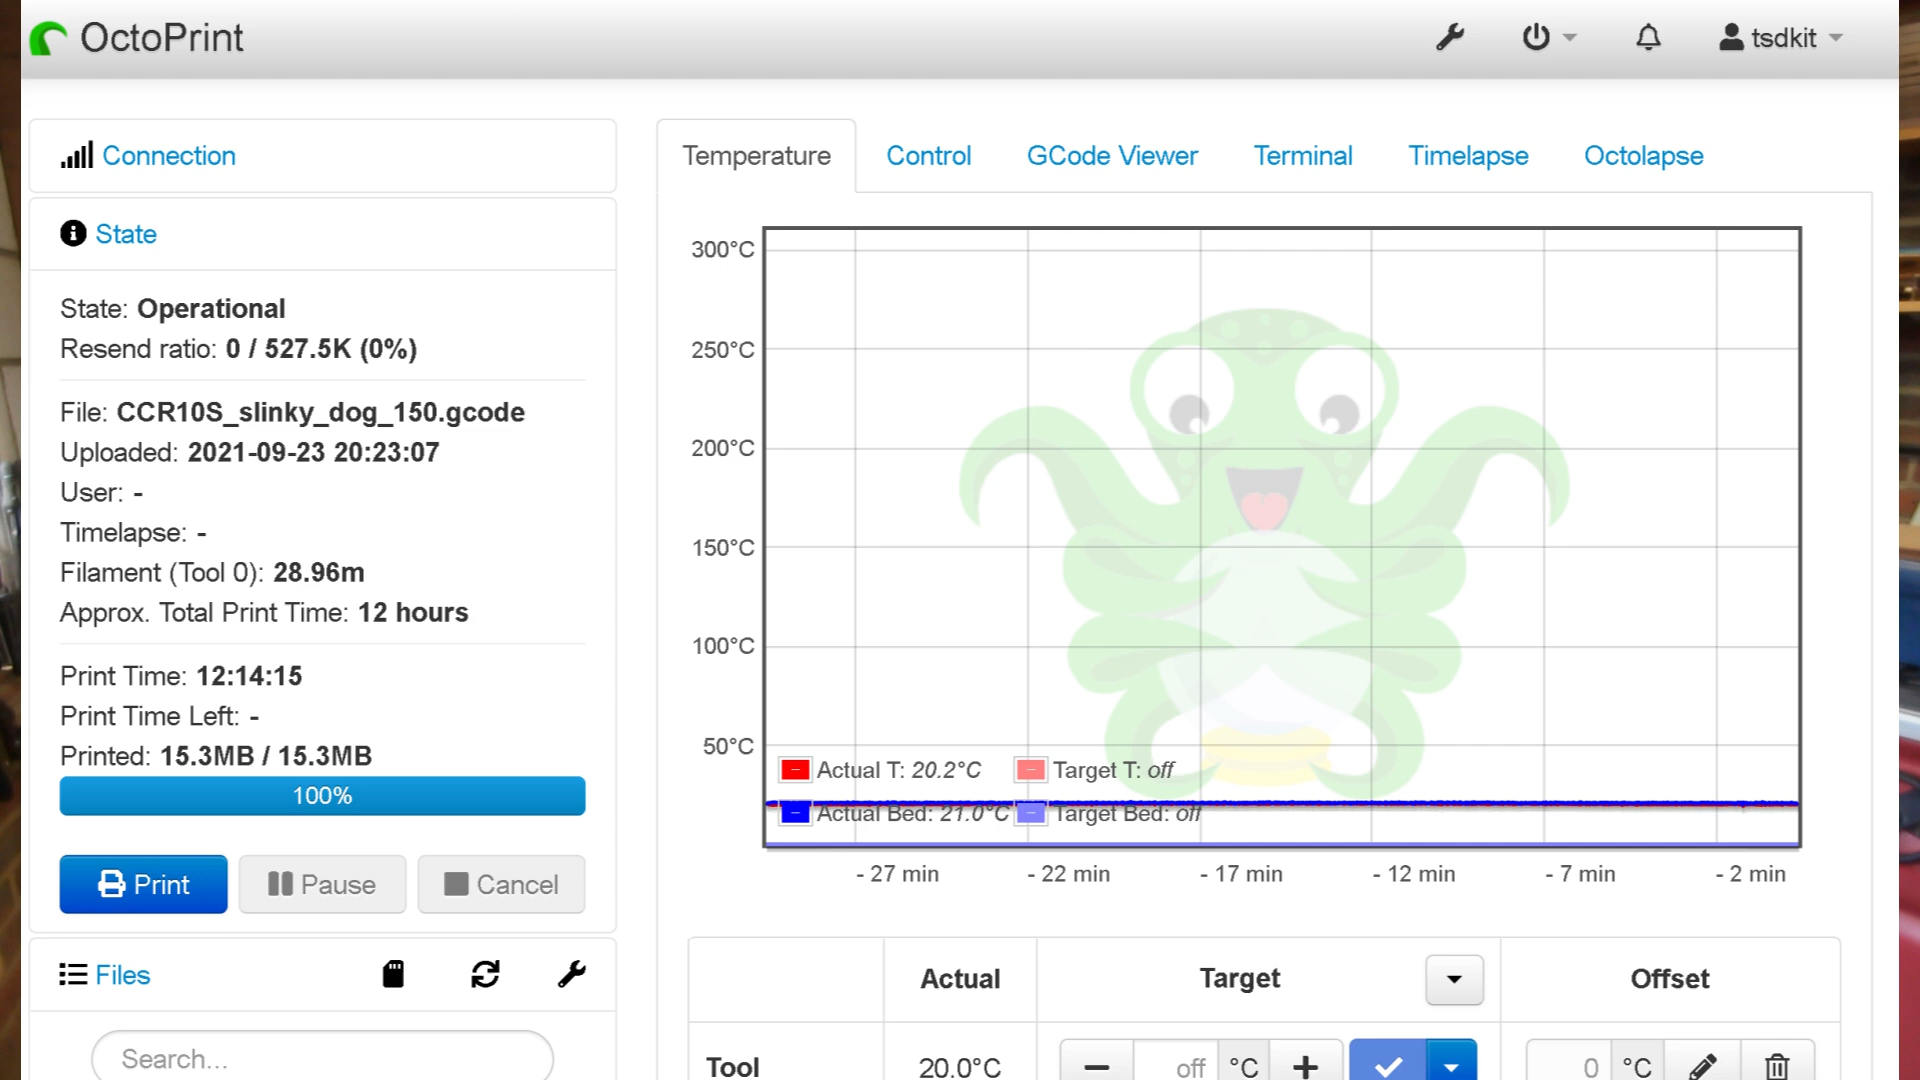 OctoPrint
tsdkit
Connection
State
State: Operational
Resend ratio: 0 / 527.5K (0%)
File: CCR10S_slinky_dog_150.gcode
Uploaded: 2021-09-23 20:23:07
User: -
Timelapse: -
Filament (Tool 0): 28.96m
Approx. Total Print Time: 12 hours
Print Time: 12:14:15
Print Time Left: -
Printed: 15.3MB / 15.3MB
100%
Print Pause Cancel
Files
Search...
Temperature Control GCode Viewer Terminal Timelapse Octolapse
300°C
250°C
200°C
150°C
100°C
50°C
Actual T: 20.2°C Target T: off
Actual Bed: 21.0°C Target Bed: off
- 27 min - 22 min - 17 min - 12 min - 7 min - 2 min
Actual Target Offset
Tool 20.0°C off °C 0 °C